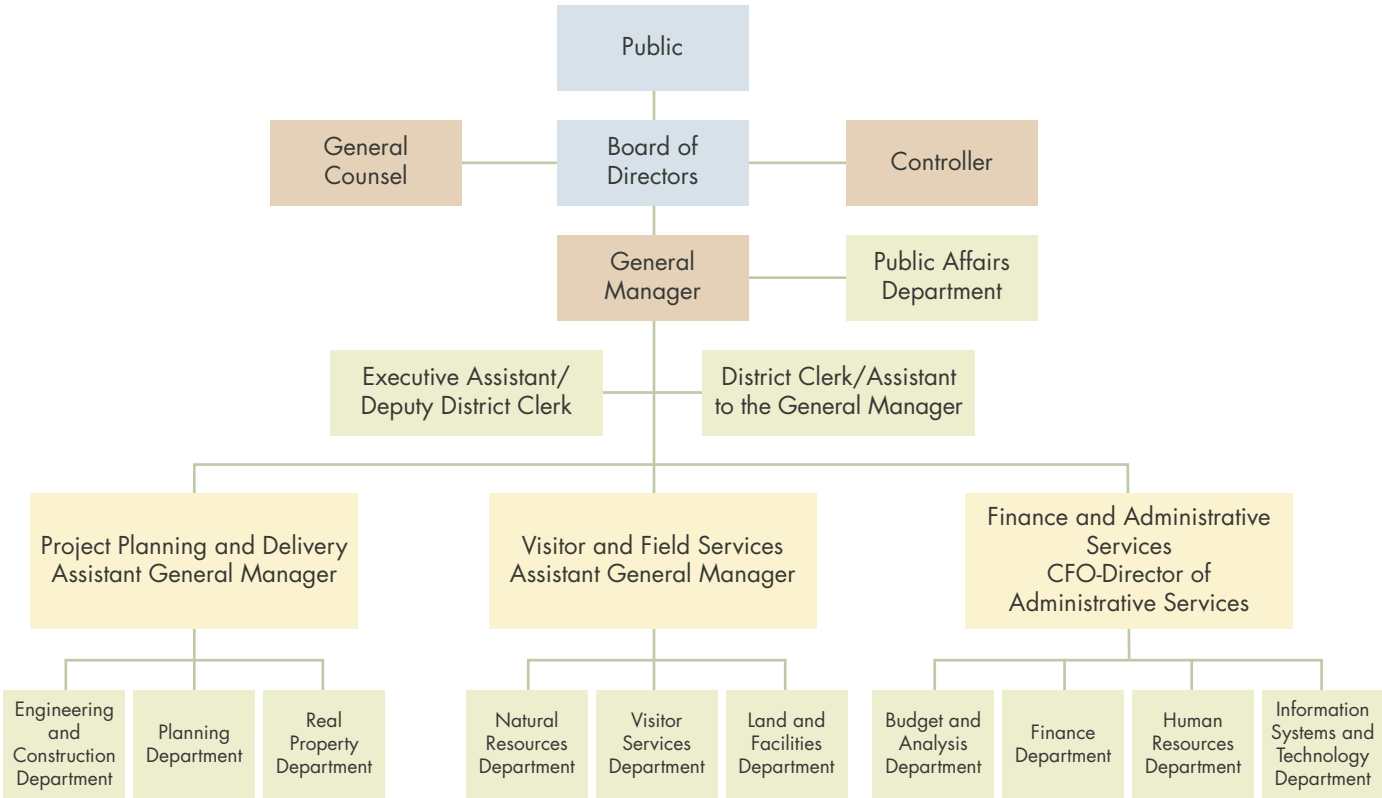 Public
General
Counsel
Board of
Directors
Controller
General
Manager
Public Affairs
Department
Executive Assistant/
Deputy District Clerk
District Clerk/Assistant
to the General Manager
Project Planning and Delivery
Assistant General Manager
Visitor and Field Services
Assistant General Manager
Finance and Administrative
Services
CFO-Director of
Administrative Services
Engineering
and
Construction
Department
Planning
Department
Real
Property
Department
Natural
Resources
Department
Visitor
Services
Department
Land and
Facilities
Department
Budget and
Analysis
Department
Finance
Department
Human
Resources
Department
Information
Systems and
Technology
Department